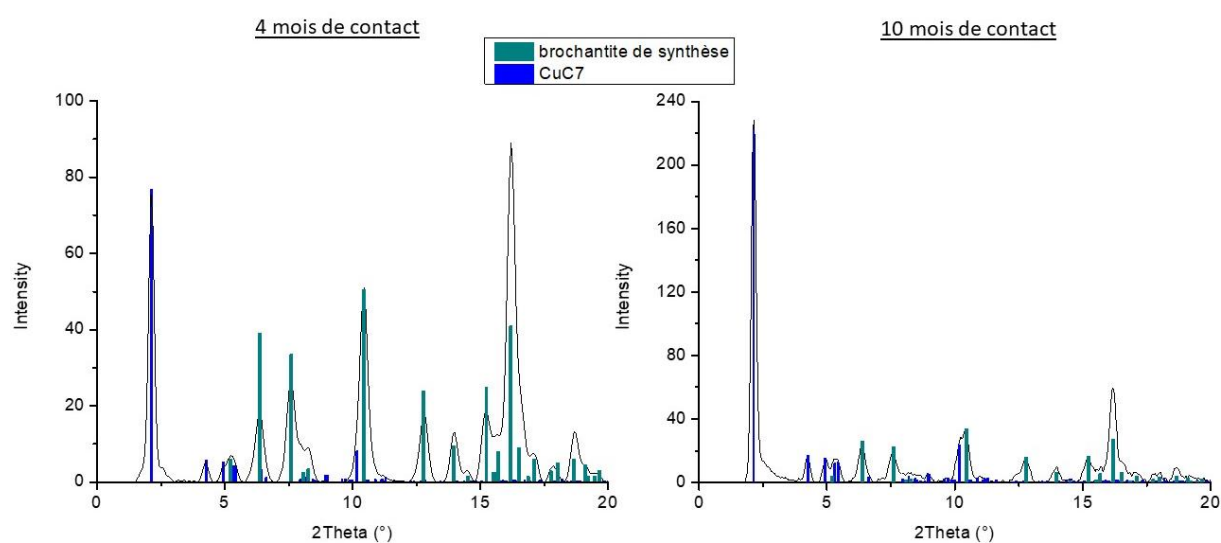 4 mois de contact
10 mois de contact
brochantite de synthèse
CuC7
100
80
60
40
20
0
Intensity
0 5 10 15 20
2Theta (°)
240
200
160
120
80
40
0
Intensity
0 5 10 15 20
2Theta (°)